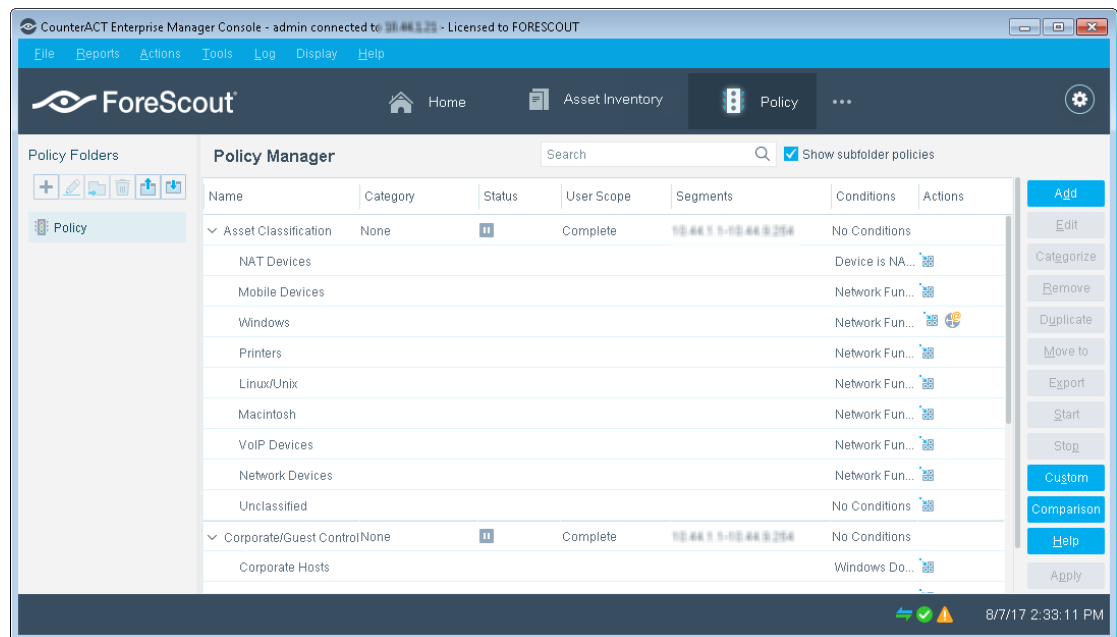 CounterACT Enterprise Manager Console - admin connected to - Licensed to FORESCOUT
File Reports Actions Tools Log Display Help
ForeScout Home Asset Inventory Policy •••
Policy Folders
Policy
Policy Manager Search Show subfolder policies
Name Category Status User Scope Segments Conditions Actions
Asset Classification None Complete No Conditions
NAT Devices Device is NA...
Mobile Devices Network Fun...
Windows Network Fun...
Printers Network Fun...
Linux/Unix Network Fun...
Macintosh Network Fun...
VoIP Devices Network Fun...
Network Devices Network Fun...
Unclassified No Conditions
Corporate/Guest Control None Complete No Conditions
Corporate Hosts Windows Do...
Add
Edit
Categorize
Remove
Duplicate
Move to
Export
Start
Stop
Custom
Comparison
Help
Apply
8/7/17 2:33:11 PM